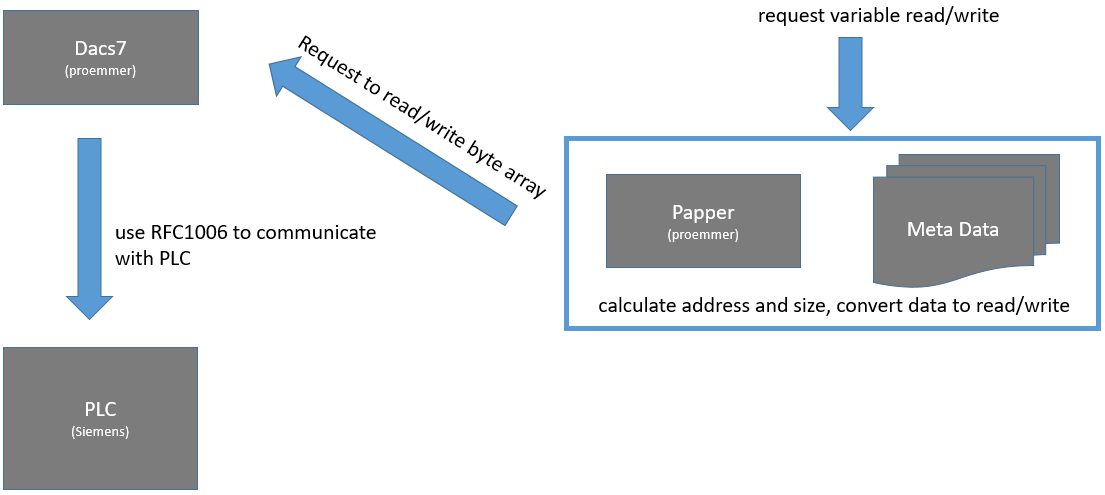 request variable read/write
Dacs7
(proemmer)
Request to read/write byte array
Papper
(proemmer)
Meta Data
calculate address and size, convert data to read/write
use RFC1006 to communicate
with PLC
PLC
(Siemens)